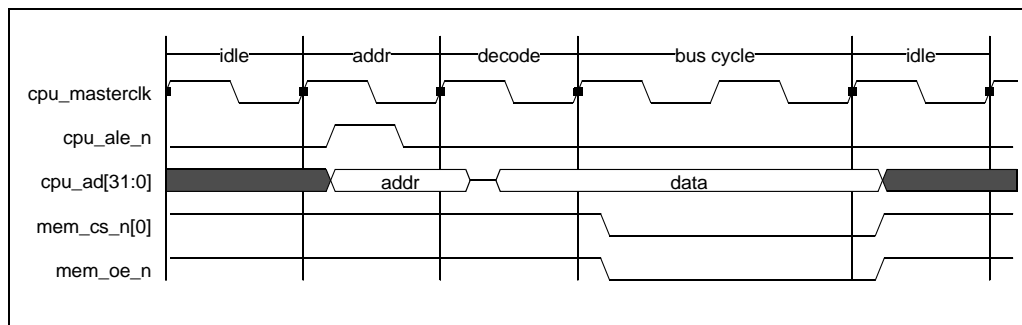 idle addr decode bus cycle idle
cpu_masterclk
cpu_ale_n
cpu_ad[31:0] addr data
mem_cs_n[0]
mem_oe_n